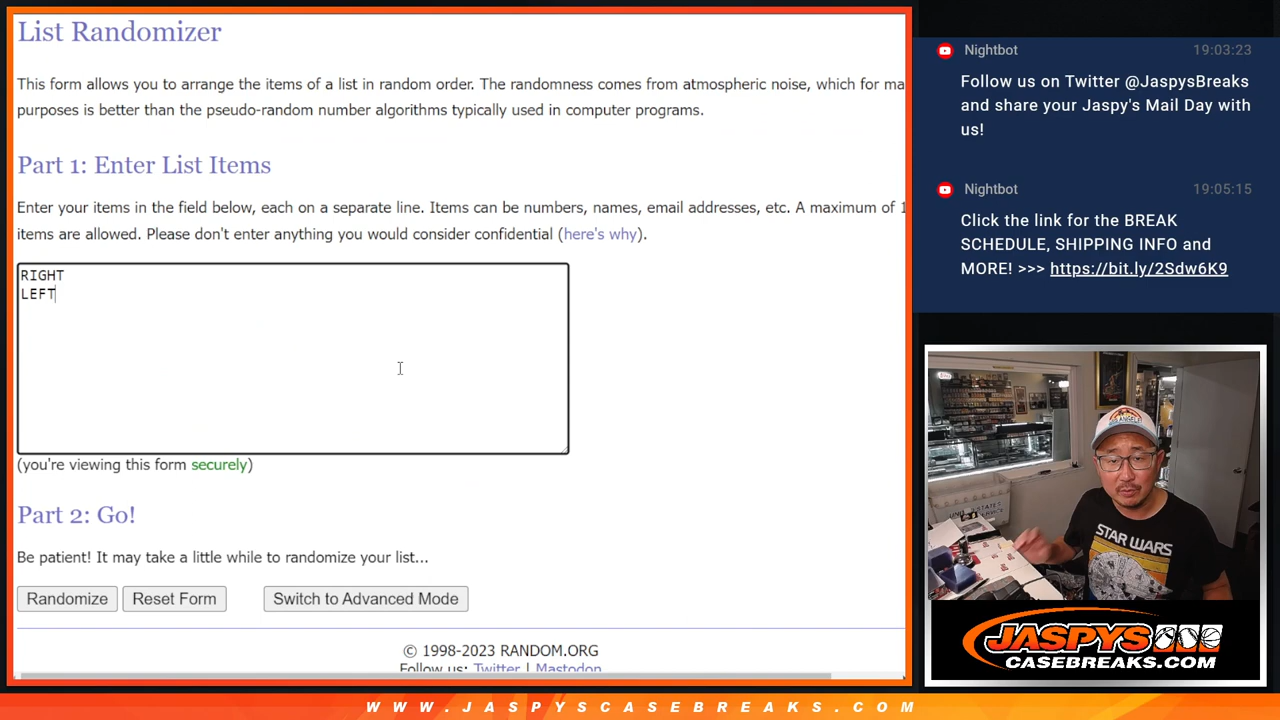 List Randomizer
This form allows you to arrange the items of a list in random order. The randomness comes from atmospheric noise, which for ma
purposes is better than the pseudo-random number algorithms typically used in computer programs.
Part 1: Enter List Items
Enter your items in the field below, each on a separate line. Items can be numbers, names, email addresses, etc. A maximum of 1
items are allowed. Please don't enter anything you would consider confidential (here's why).
RIGHT
LEFT
(you're viewing this form securely)
Part 2: Go!
Be patient! It may take a little while to randomize your list...
Randomize
Reset Form
Switch to Advanced Mode
© 1998-2023 RANDOM.ORG
Follow us: Twitter | Mastodon
Nightbot 19:03:23
Follow us on Twitter @JaspysBreaks
and share your Jaspy's Mail Day with
us!
Nightbot 19:05:15
Click the link for the BREAK
SCHEDULE, SHIPPING INFO and
MORE! >>> https://bit.ly/2Sdw6K9
STAR WARS
JASPYS
CASEBREAKS.COM
WWW.JASPYSCASEBREAKS.COM